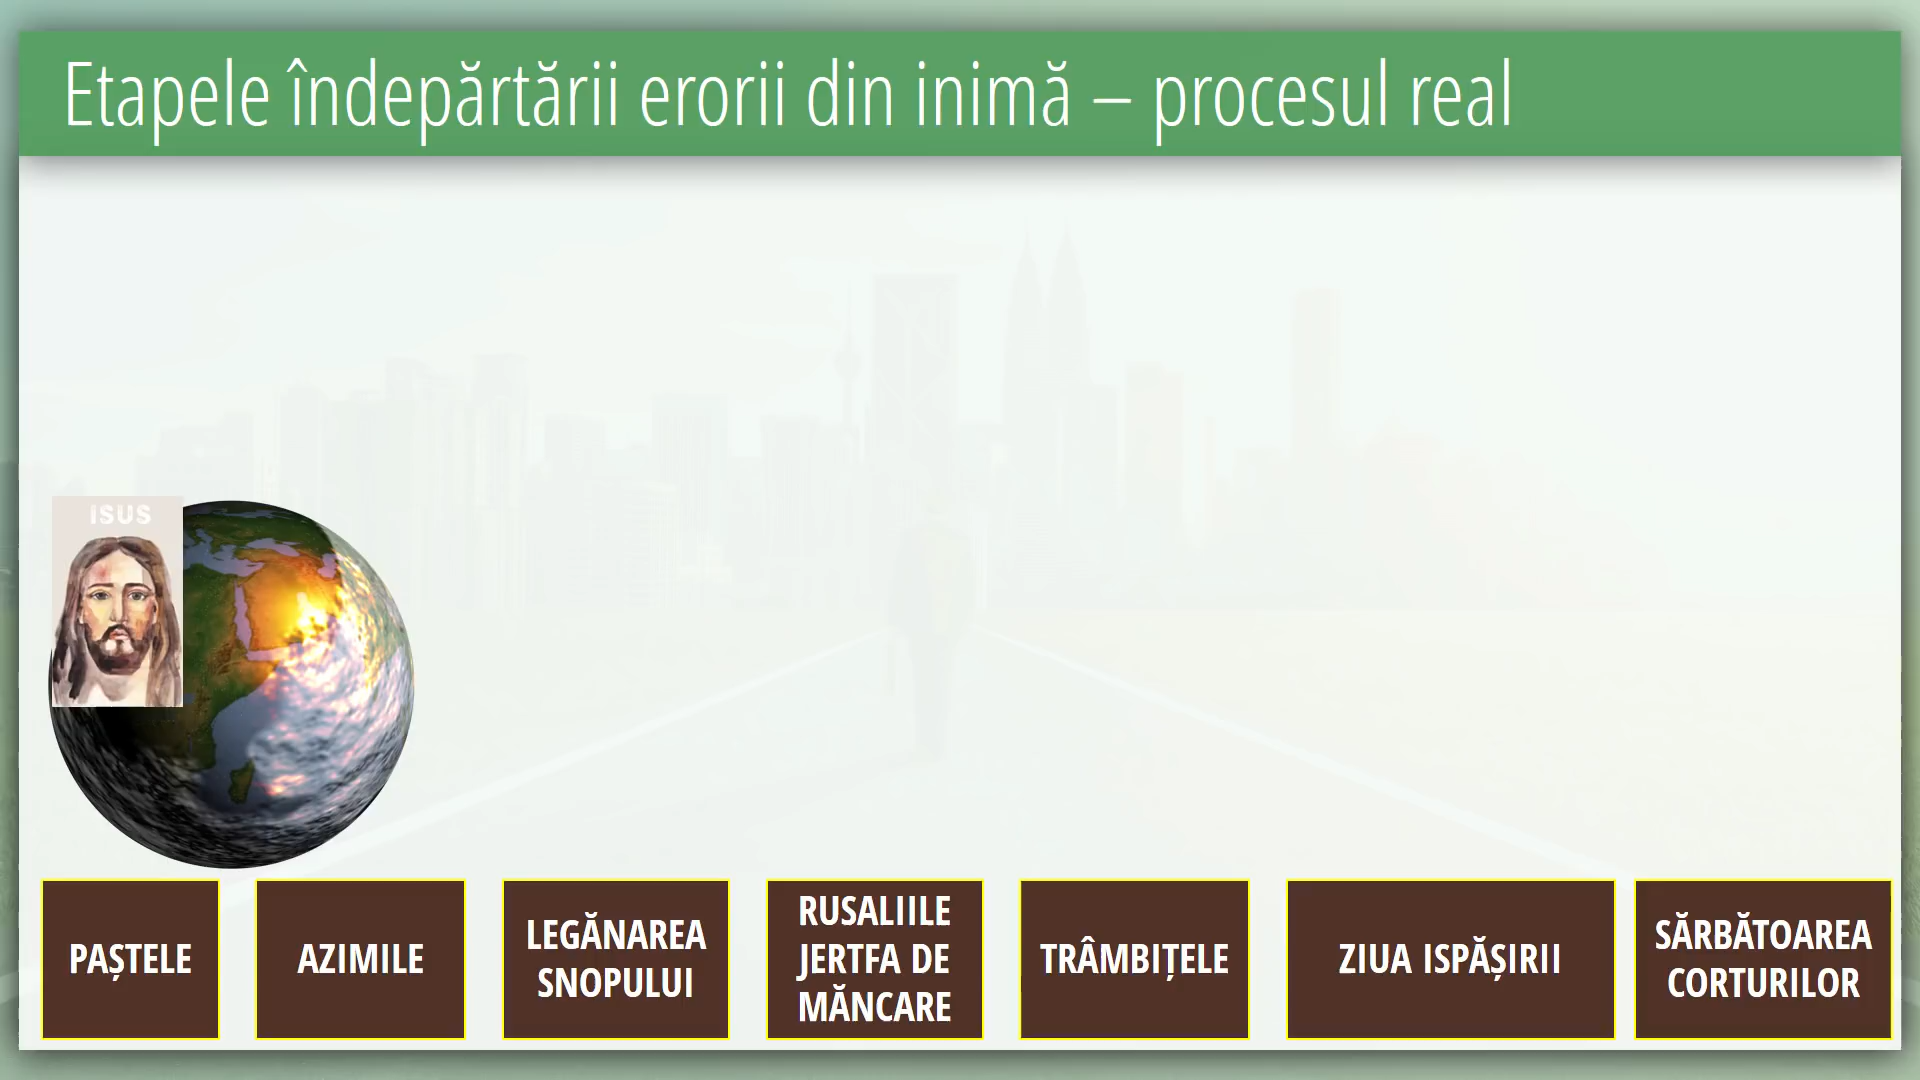 Etapele îndepărtării erorii din inimă – procesul real
ISUS
PAȘTELE
AZIMILE
LEGĂNAREA
SNOPULUI
RUSALIILE
JERTFA DE
MĂNCARE
TRÂMBIȚELE
ZIUA ISPĂȘIRII
SĂRBĂTOAREA
CORTURILOR